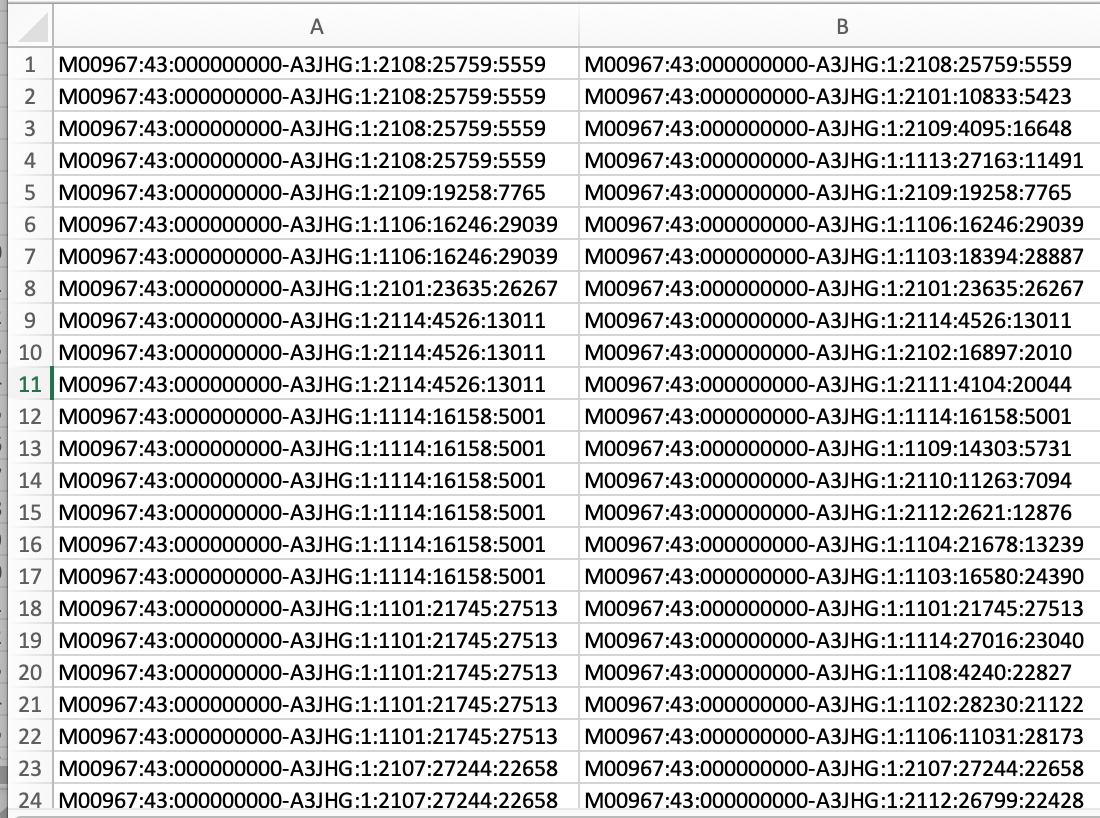 A B
1 M00967:43:000000000-A3JHG:1:2108:25759:5559 M00967:43:000000000-A3JHG:1:2108:25759:5559
2 M00967:43:000000000-A3JHG:1:2108:25759:5559 M00967:43:000000000-A3JHG:1:2101:10833:5423
3 M00967:43:000000000-A3JHG:1:2108:25759:5559 M00967:43:000000000-A3JHG:1:2109:4095:16648
4 M00967:43:000000000-A3JHG:1:2108:25759:5559 M00967:43:000000000-A3JHG:1:1113:27163:11491
5 M00967:43:000000000-A3JHG:1:2109:19258:7765 M00967:43:000000000-A3JHG:1:2109:19258:7765
6 M00967:43:000000000-A3JHG:1:1106:16246:29039 M00967:43:000000000-A3JHG:1:1106:16246:29039
7 M00967:43:000000000-A3JHG:1:1106:16246:29039 M00967:43:000000000-A3JHG:1:1103:18394:28887
8 M00967:43:000000000-A3JHG:1:2101:23635:26267 M00967:43:000000000-A3JHG:1:2101:23635:26267
9 M00967:43:000000000-A3JHG:1:2114:4526:13011 M00967:43:000000000-A3JHG:1:2114:4526:13011
10 M00967:43:000000000-A3JHG:1:2114:4526:13011 M00967:43:000000000-A3JHG:1:2102:16897:2010
11 M00967:43:000000000-A3JHG:1:2114:4526:13011 M00967:43:000000000-A3JHG:1:2111:4104:20044
12 M00967:43:000000000-A3JHG:1:1114:16158:5001 M00967:43:000000000-A3JHG:1:1114:16158:5001
13 M00967:43:000000000-A3JHG:1:1114:16158:5001 M00967:43:000000000-A3JHG:1:1109:14303:5731
14 M00967:43:000000000-A3JHG:1:1114:16158:5001 M00967:43:000000000-A3JHG:1:2110:11263:7094
15 M00967:43:000000000-A3JHG:1:1114:16158:5001 M00967:43:000000000-A3JHG:1:2112:2621:12876
16 M00967:43:000000000-A3JHG:1:1114:16158:5001 M00967:43:000000000-A3JHG:1:1104:21678:13239
17 M00967:43:000000000-A3JHG:1:1114:16158:5001 M00967:43:000000000-A3JHG:1:1103:16580:24390
18 M00967:43:000000000-A3JHG:1:1101:21745:27513 M00967:43:000000000-A3JHG:1:1101:21745:27513
19 M00967:43:000000000-A3JHG:1:1101:21745:27513 M00967:43:000000000-A3JHG:1:1114:27016:23040
20 M00967:43:000000000-A3JHG:1:1101:21745:27513 M00967:43:000000000-A3JHG:1:1108:4240:22827
21 M00967:43:000000000-A3JHG:1:1101:21745:27513 M00967:43:000000000-A3JHG:1:1102:28230:21122
22 M00967:43:000000000-A3JHG:1:1101:21745:27513 M00967:43:000000000-A3JHG:1:1106:11031:28173
23 M00967:43:000000000-A3JHG:1:2107:27244:22658 M00967:43:000000000-A3JHG:1:2107:27244:22658
24 M00967:43:000000000-A3JHG:1:2107:27244:22658 M00967:43:000000000-A3JHG:1:2112:26799:22428